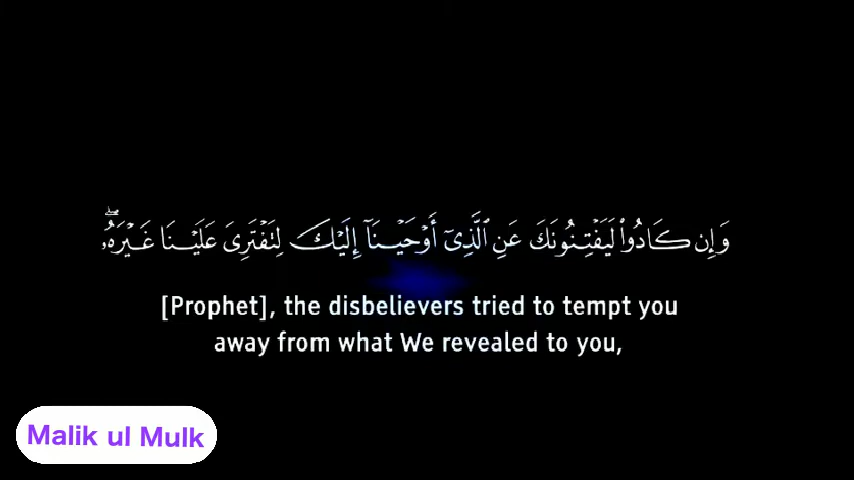 وَإِن كَادُوا۟ لَيَفْتِنُونَكَ عَنِ ٱلَّذِىٓ أَوْحَيْنَآ إِلَيْكَ لِتَفْتَرِىَ عَلَيْنَا غَيْرَهُۥ ۖ
[Prophet], the disbelievers tried to tempt you
away from what We revealed to you,
Malik ul Mulk